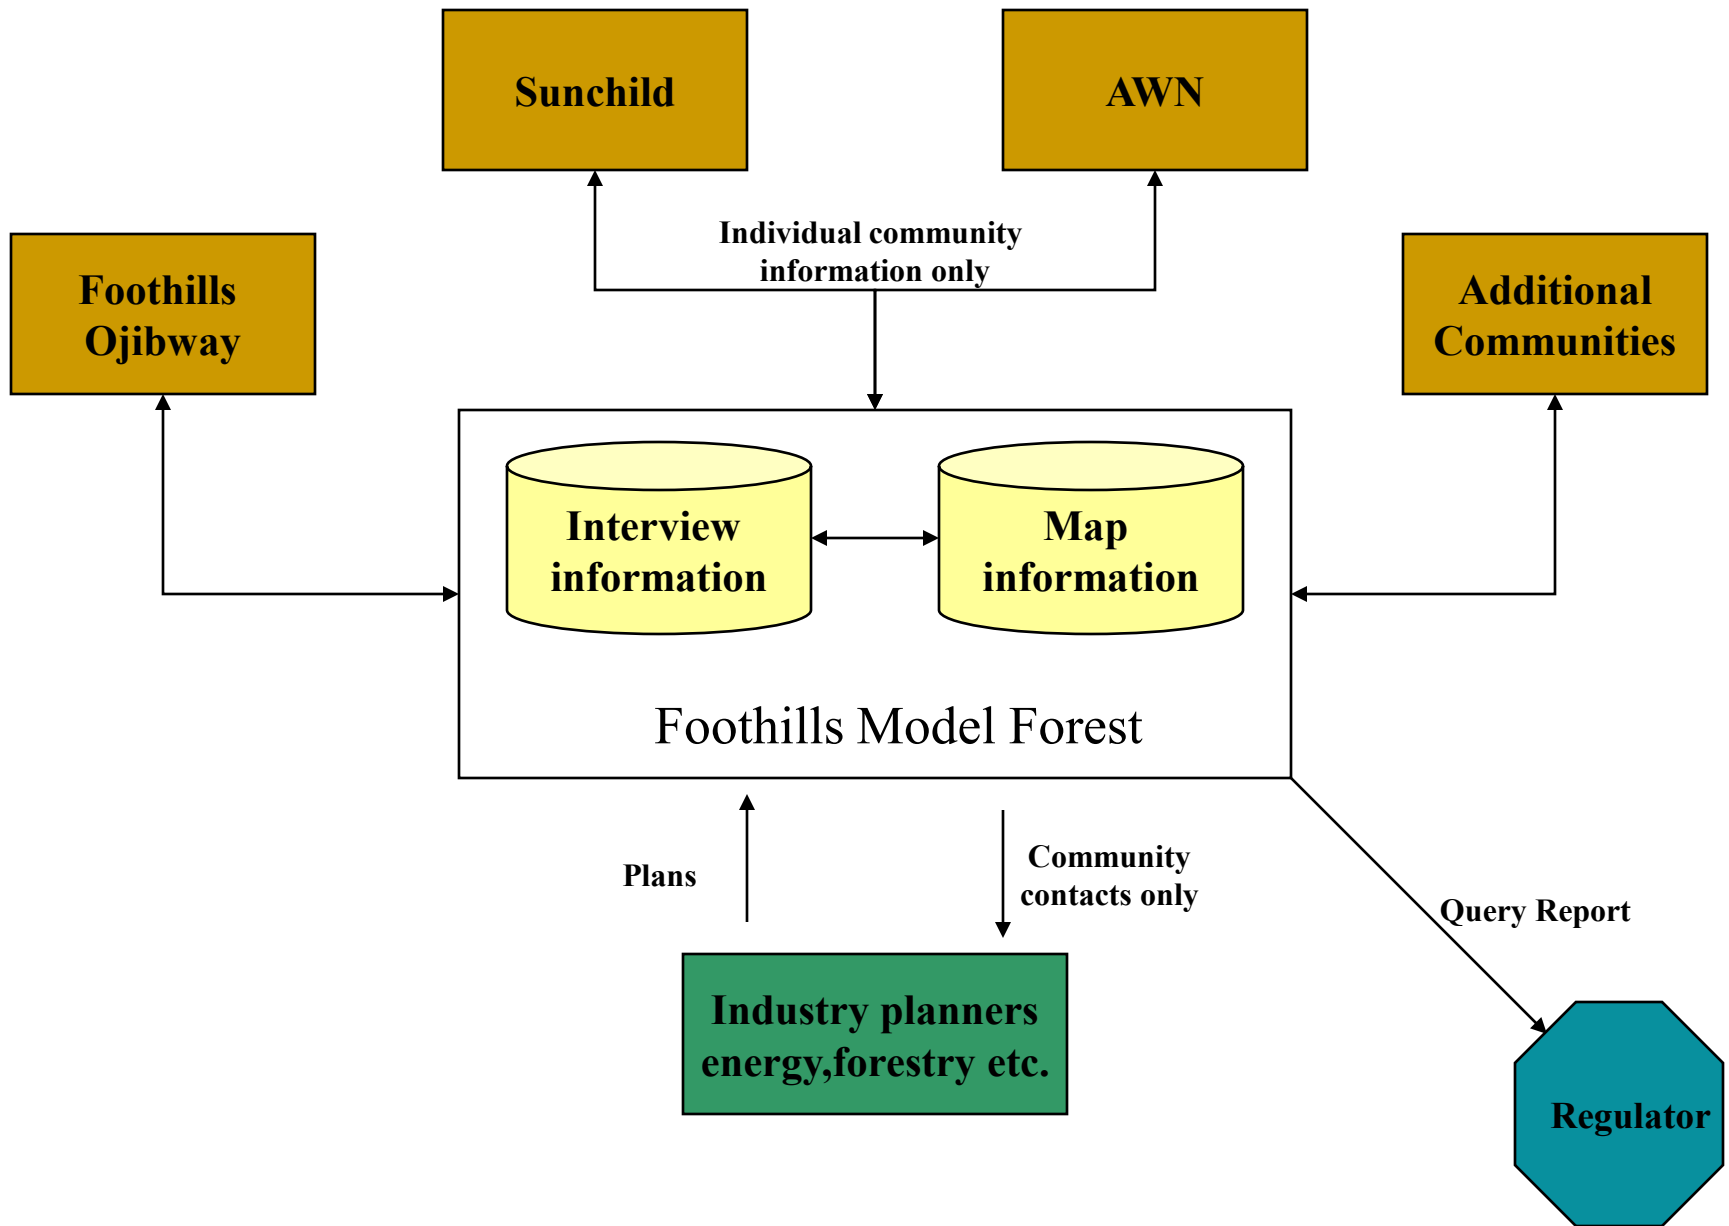 Sunchild
AWN
Individual community
information only
Foothills
Ojibway
Additional
Communities
Interview
information
Map
information
Foothills Model Forest
Plans
Community
contacts only
Query Report
Industry planners
energy,forestry etc.
Regulator